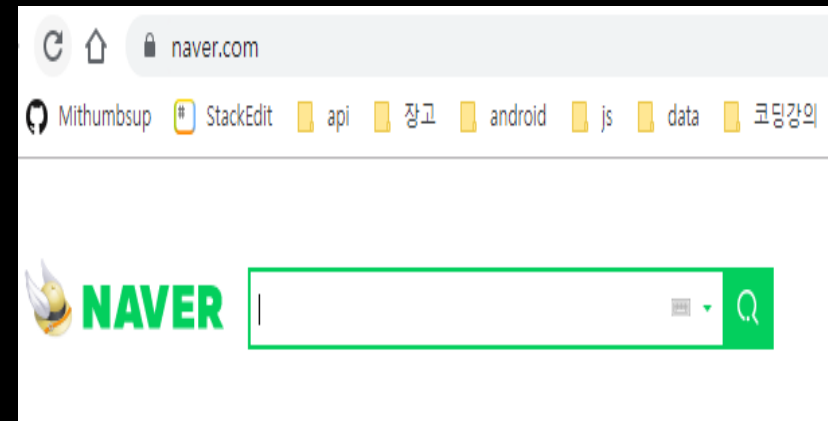 naver.com
Mithumbsup StackEdit api 장고 android js data 코딩강의
NAVER